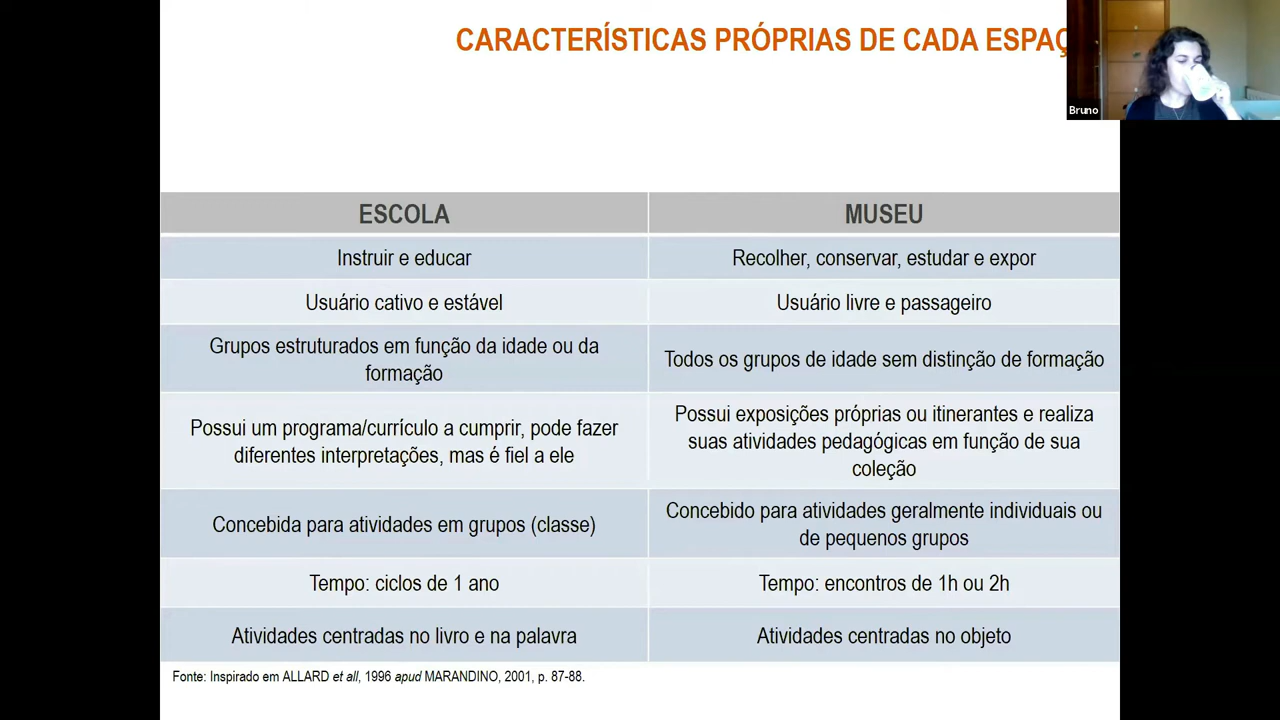 CARACTERÍSTICAS PRÓPRIAS DE CADA ESPAÇ
Bruno
ESCOLA
MUSEU
Instruir e educar
Recolher, conservar, estudar e expor
Usuário cativo e estável
Usuário livre e passageiro
Grupos estruturados em função da idade ou da
formação
Todos os grupos de idade sem distinção de formação
Possui um programa/currículo a cumprir, pode fazer
diferentes interpretações, mas é fiel a ele
Possui exposições próprias ou itinerantes e realiza
suas atividades pedagógicas em função de sua
coleção
Concebida para atividades em grupos (classe)
Concebido para atividades geralmente individuais ou
de pequenos grupos
Tempo: ciclos de 1 ano
Tempo: encontros de 1h ou 2h
Atividades centradas no livro e na palavra
Atividades centradas no objeto
Fonte: Inspirado em ALLARD et all, 1996 apud MARANDINO, 2001, p. 87-88.